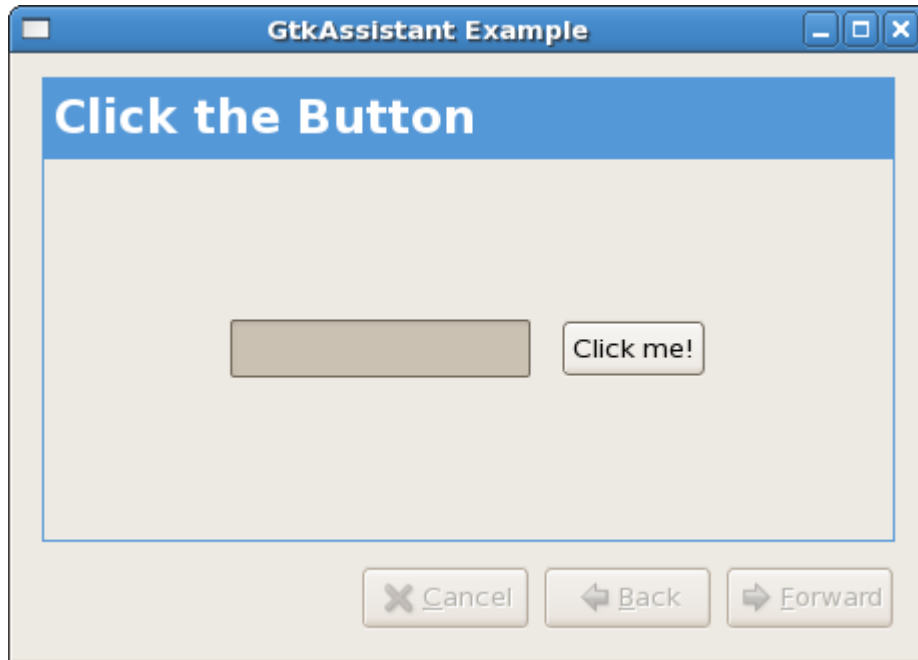 GtkAssistant Example
Click the Button
Click me!
Cancel Back Forward